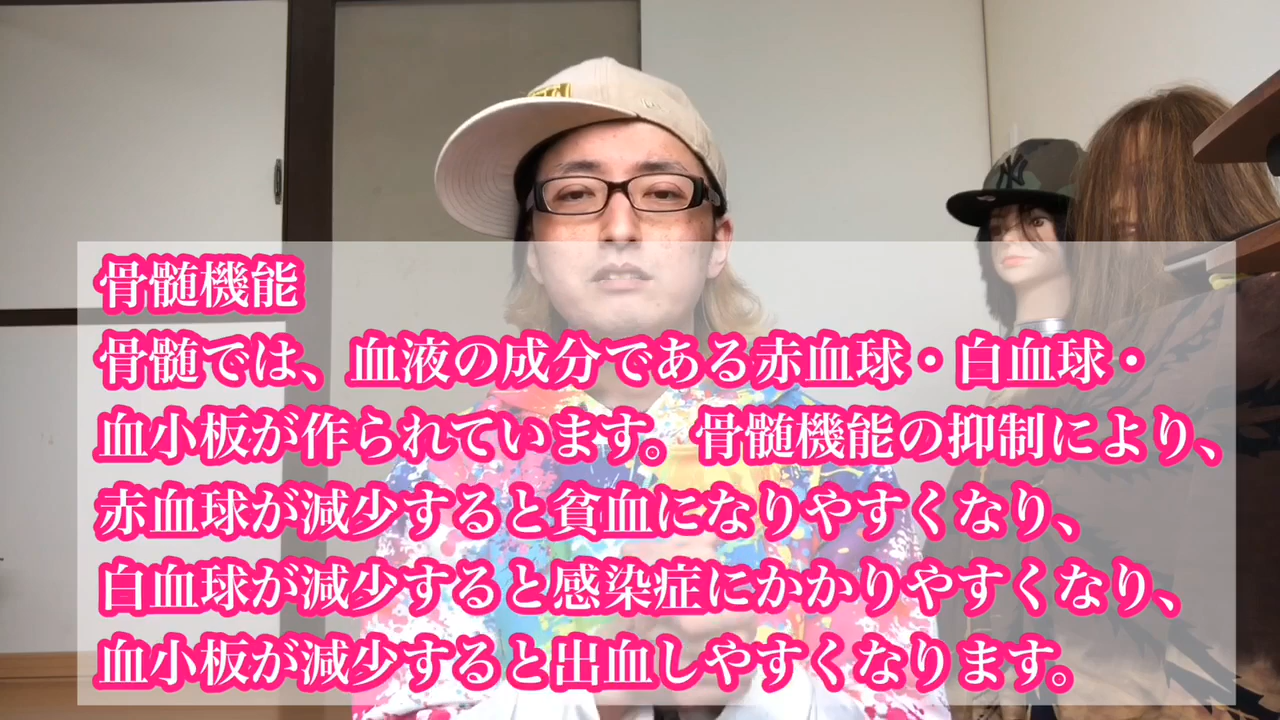 骨髄機能
骨髄では、血液の成分である赤血球・白血球・
血小板が作られています。骨髄機能の抑制により、
赤血球が減少すると貧血になりやすくなり、
白血球が減少すると感染症にかかりやすくなり、
血小板が減少すると出血しやすくなります。
NY